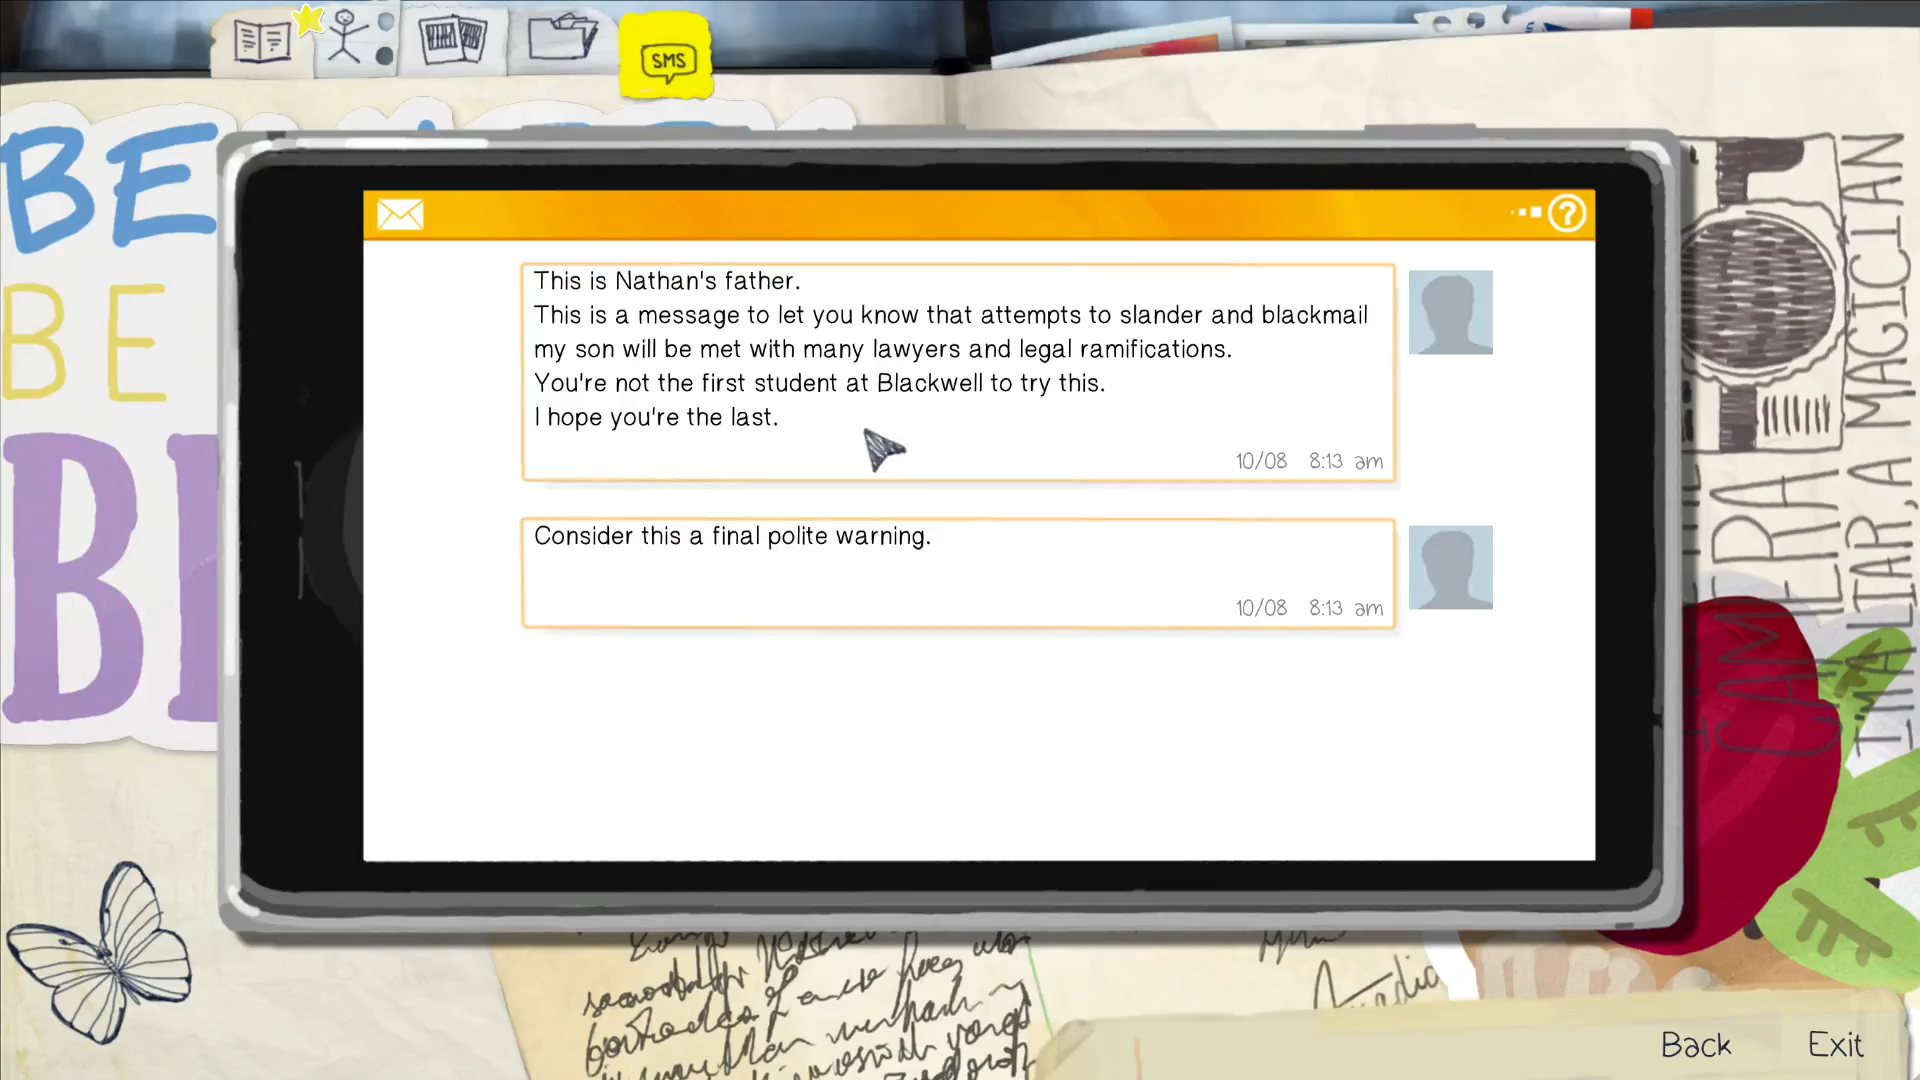 SMS
This is Nathan's father.
This is a message to let you know that attempts to slander and blackmail
my son will be met with many lawyers and legal ramifications.
You're not the first student at Blackwell to try this.
I hope you're the last.
10/08 8:13 am
Consider this a final polite warning.
10/08 8:13 am
BE
BE
CAMERA
LIAR, A MAGICIAN
Back
Exit